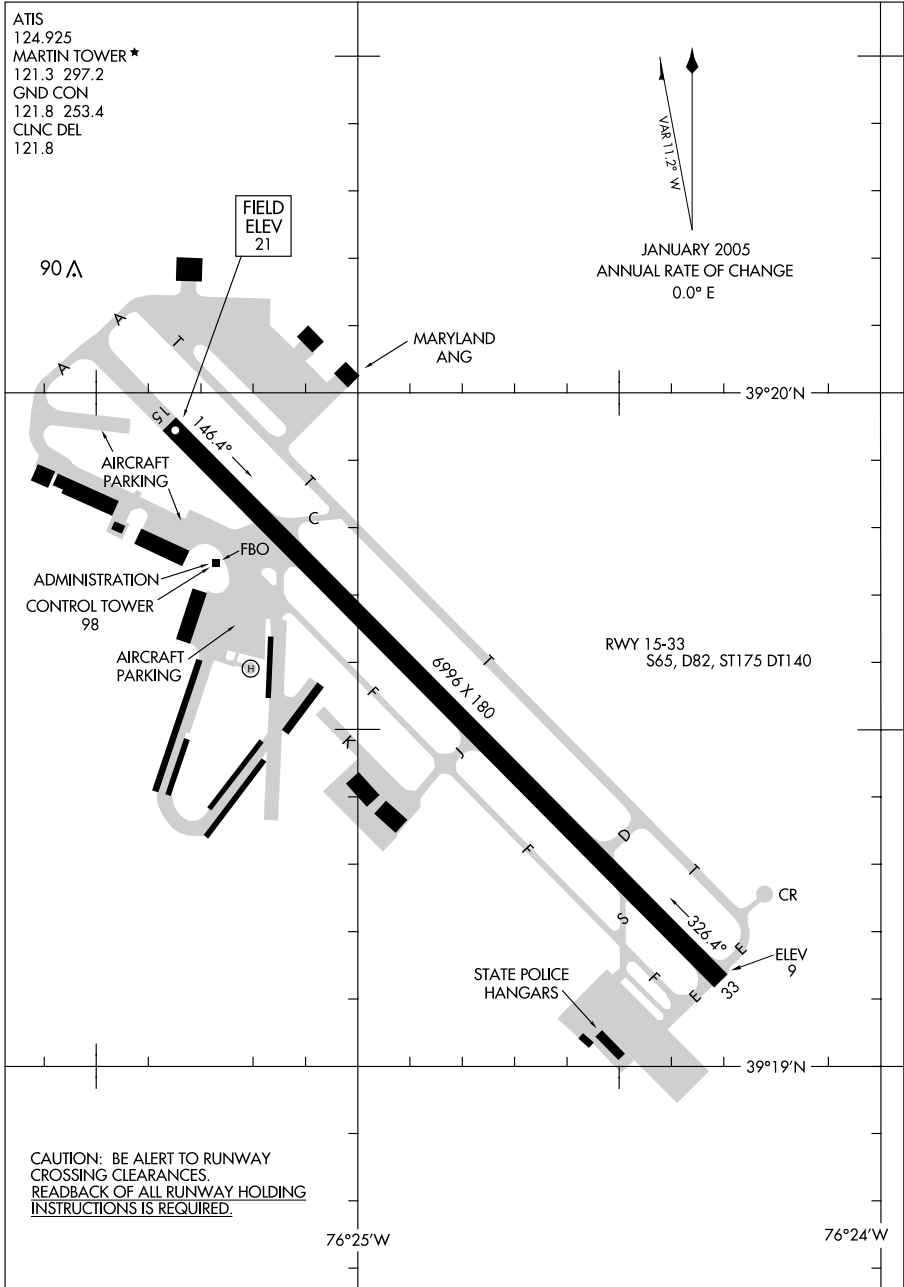 ATIS
124.925
MARTIN TOWER ★
121.3 297.2
GND CON
121.8 253.4
CLNC DEL
121.8
VAR 11.2° W
JANUARY 2005
ANNUAL RATE OF CHANGE
0.0° E
FIELD
ELEV
21
90
A
A
T
MARYLAND
ANG
39°20'N
15
146.4°
AIRCRAFT
PARKING
T
C
FBO
ADMINISTRATION
CONTROL TOWER
98
AIRCRAFT
PARKING
H
RWY 15-33
S65, D82, ST175 DT140
T
6996 X 180
F
K
J
F
D
T
CR
S
326.4°
E
ELEV
9
33
F
E
STATE POLICE
HANGARS
39°19'N
CAUTION: BE ALERT TO RUNWAY
CROSSING CLEARANCES.
READBACK OF ALL RUNWAY HOLDING
INSTRUCTIONS IS REQUIRED.
76°25'W
76°24'W